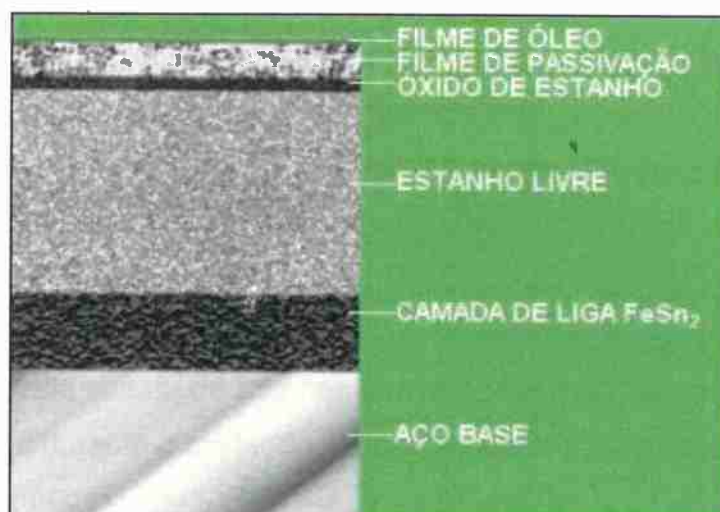 FILME DE ÓLEO
FILME DE PASSIVAÇÃO
ÓXIDO DE ESTANHO
ESTANHO LIVRE
CAMADA DE LIGA FeSn₂
AÇO BASE